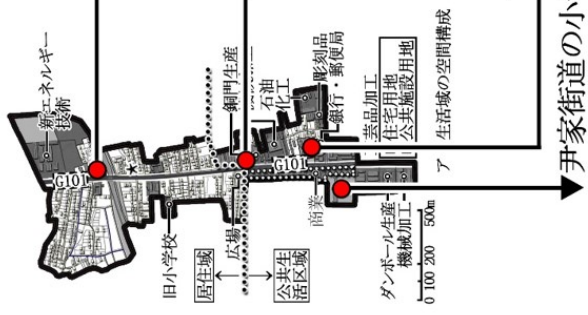 新エネルギー
技術
G101
旧小学校
広場
居住域
公共生
活区域
鋼門生産
石油
化工
彫刻品
銀行・郵便局
G101
商業
芸品加工
住宅用地
公共施設用地
ダンボール生産
機械加工
0 100 200 500m
ア 生活域の空間構成
尹家街道の小